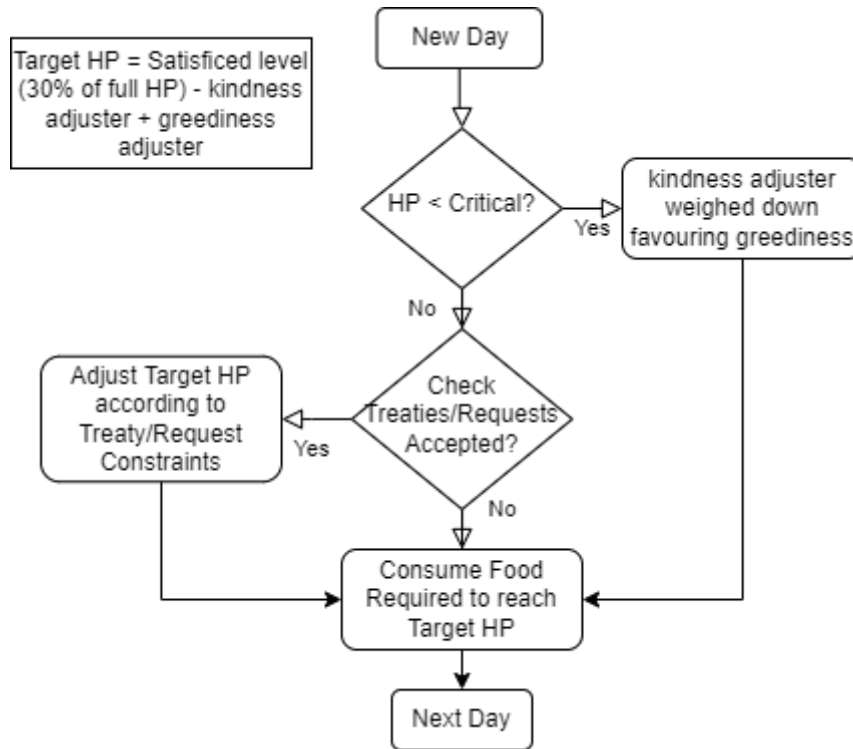 New Day
Target HP = Satisficed level
(30% of full HP) - kindness
adjuster + greediness
adjuster
HP < Critical?
Yes
kindness adjuster
weighed down
favouring greediness
No
Check
Treaties/Requests
Accepted?
Yes
Adjust Target HP
according to
Treaty/Request
Constraints
No
Consume Food
Required to reach
Target HP
Next Day